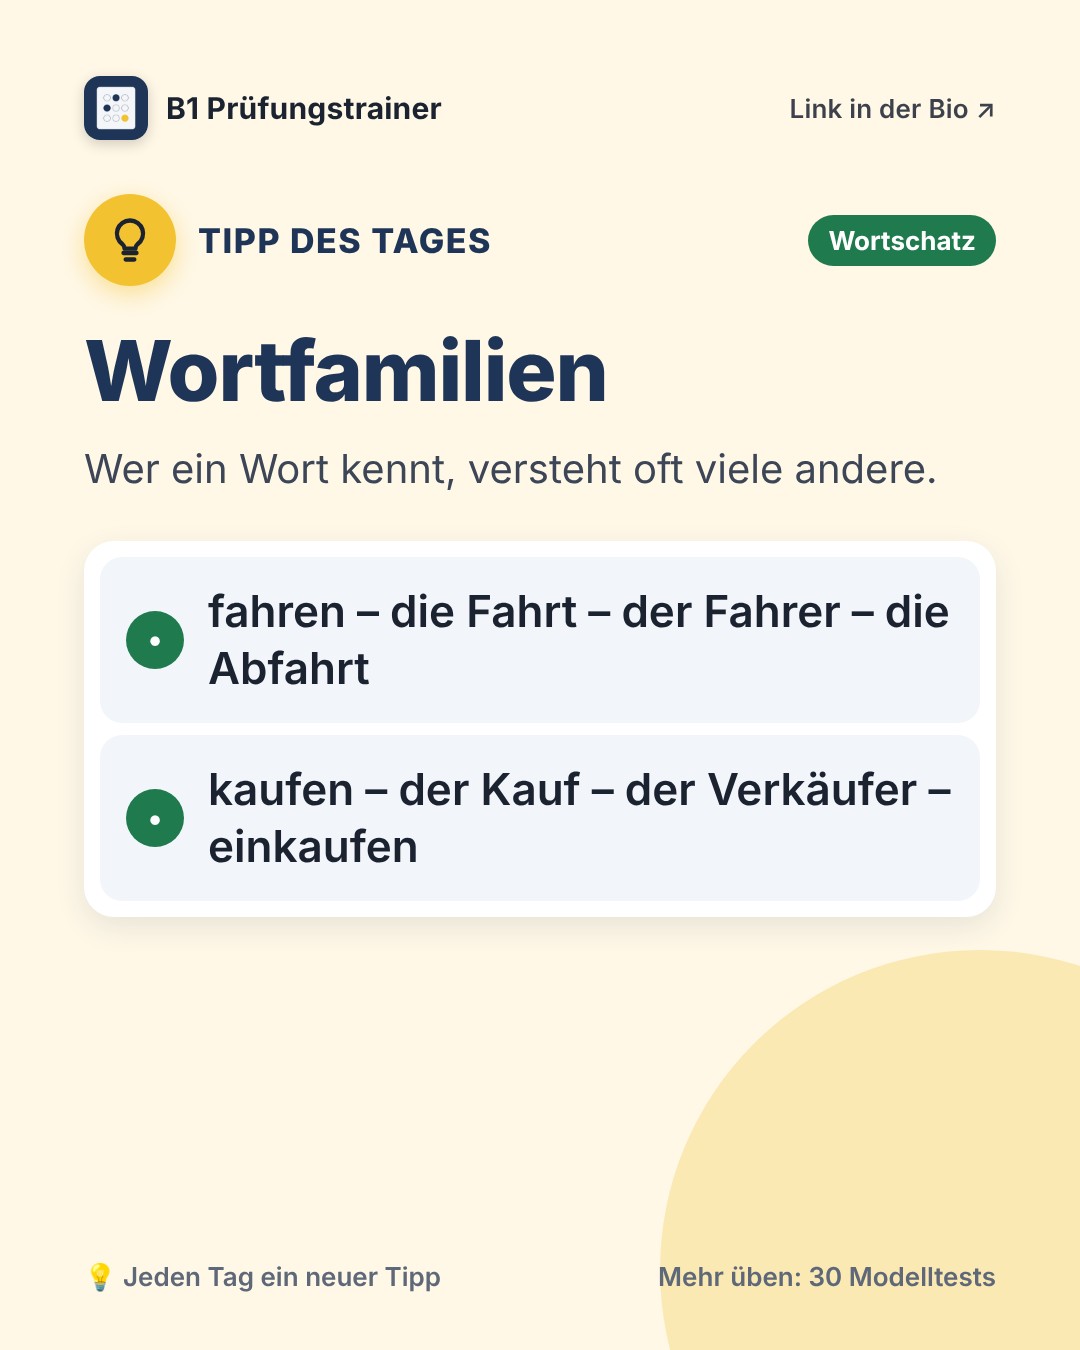 B1 Prüfungstrainer
Link in der Bio ↗
TIPP DES TAGES
Wortschatz
Wortfamilien
Wer ein Wort kennt, versteht oft viele andere.
fahren – die Fahrt – der Fahrer – die
Abfahrt
kaufen – der Kauf – der Verkäufer –
einkaufen
💡 Jeden Tag ein neuer Tipp
Mehr üben: 30 Modelltests